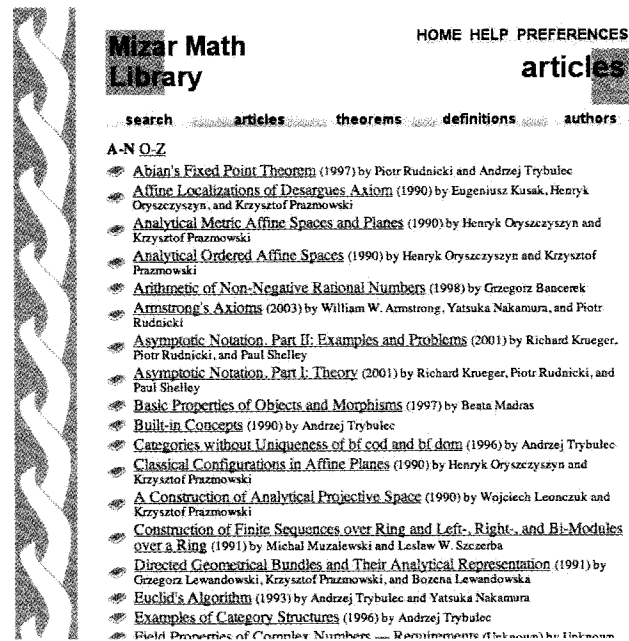 Mizar Math
Library
HOME HELP PREFERENCES
articles
search articles theorems definitions authors
A-N O-Z
Abian's Fixed Point Theorem (1997) by Piotr Rudnicki and Andrzej Trybulec
Affine Localizations of Desargues Axiom (1990) by Eugeniusz Kusak, Henryk
Oryszczyszyn, and Krzysztof Prazmowski
Analytical Metric Affine Spaces and Planes (1990) by Henryk Oryszczyszyn and
Krzysztof Prazmowski
Analytical Ordered Affine Spaces (1990) by Henryk Oryszczyszyn and Krzysztof
Prazmowski
Arithmetic of Non-Negative Rational Numbers (1998) by Grzegorz Bancerek
Armstrong's Axioms (2003) by William W. Armstrong, Yatsuka Nakamura, and Piotr
Rudnicki
Asymptotic Notation. Part II: Examples and Problems (2001) by Richard Krueger,
Piotr Rudnicki, and Paul Shelley
Asymptotic Notation. Part I: Theory (2001) by Richard Krueger, Piotr Rudnicki, and
Paul Shelley
Basic Properties of Objects and Morphisms (1997) by Beata Madras
Built-in Concepts (1990) by Andrzej Trybulec
Categories without Uniqueness of bf cod and bf dom (1996) by Andrzej Trybulec
Classical Configurations in Affine Planes (1990) by Henryk Oryszczyszyn and
Krzysztof Prazmowski
A Construction of Analytical Projective Space (1990) by Wojciech Leonczuk and
Krzysztof Prazmowski
Construction of Finite Sequences over Ring and Left-, Right-, and Bi-Modules
over a Ring (1991) by Michal Muzalewski and Leslaw W. Szczerba
Directed Geometrical Bundles and Their Analytical Representation (1991) by
Grzegorz Lewandowski, Krzysztof Prazmowski, and Bozena Lewandowska
Euclid's Algorithm (1993) by Andrzej Trybulec and Yatsuka Nakamura
Examples of Category Structures (1996) by Andrzej Trybulec
Field Properties of Complex Numbers --- Requirements (Unknown) by Unknown